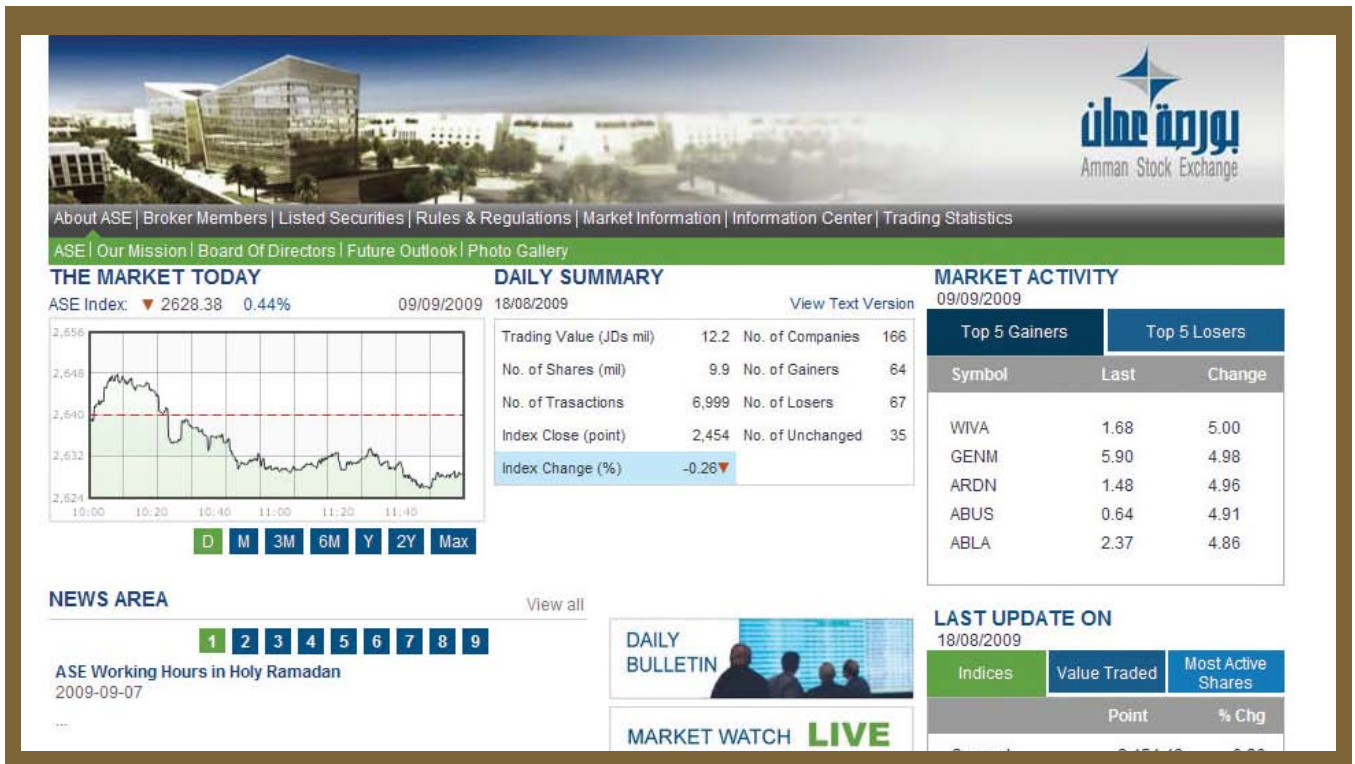 بورصة عمان
Amman Stock Exchange
About ASE | Broker Members | Listed Securities | Rules & Regulations | Market Information | Information Center | Trading Statistics
ASE | Our Mission | Board Of Directors | Future Outlook | Photo Gallery
THE MARKET TODAY
ASE Index: ▼ 2628.38 0.44% 09/09/2009
2,656
2,648
2,640
2,632
2,624
10:00 10:20 10:40 11:00 11:20 11:40
D M 3M 6M Y 2Y Max
DAILY SUMMARY
18/08/2009 View Text Version
Trading Value (JDs mil) 12.2 No. of Companies 166
No. of Shares (mil) 9.9 No. of Gainers 64
No. of Trasactions 6,999 No. of Losers 67
Index Close (point) 2,454 No. of Unchanged 35
Index Change (%) -0.26▼
MARKET ACTIVITY
09/09/2009
Top 5 Gainers Top 5 Losers
Symbol Last Change
WIVA 1.68 5.00
GENM 5.90 4.98
ARDN 1.48 4.96
ABUS 0.64 4.91
ABLA 2.37 4.86
NEWS AREA View all
1 2 3 4 5 6 7 8 9
ASE Working Hours in Holy Ramadan
2009-09-07
...
DAILY
BULLETIN
MARKET WATCH LIVE
LAST UPDATE ON
18/08/2009
Indices Value Traded Most Active
Shares
Point % Chg